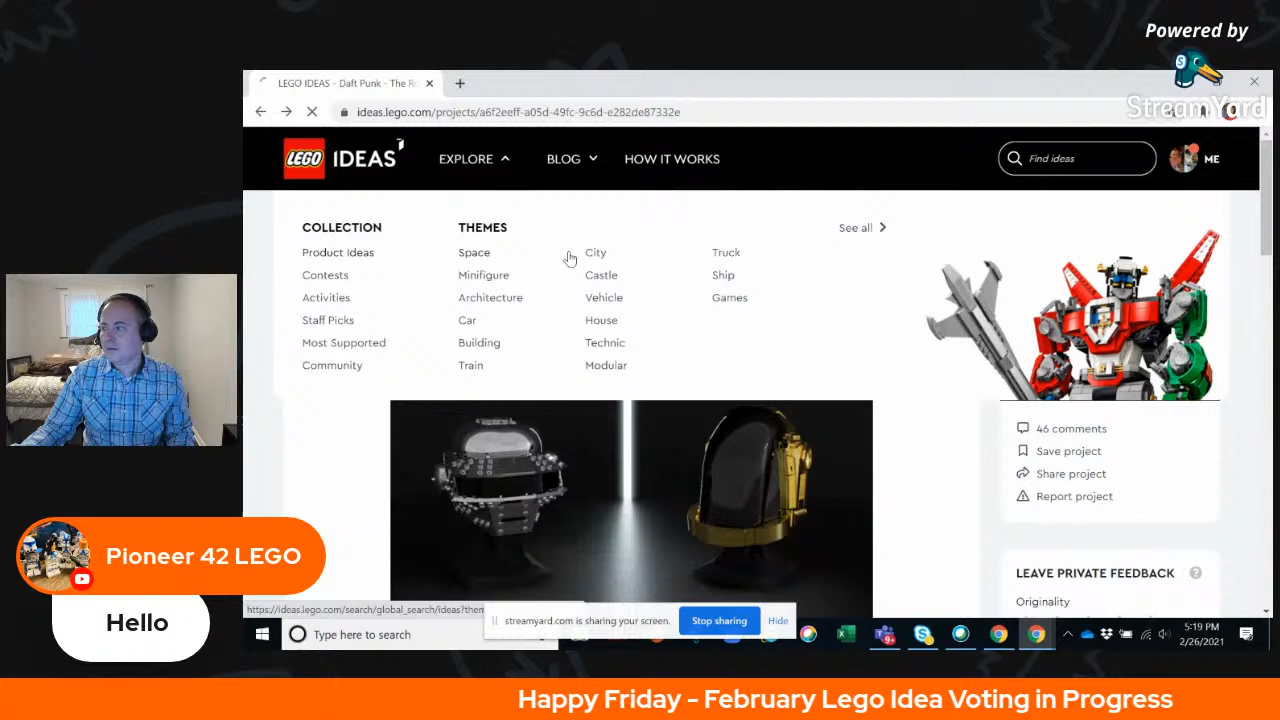 Powered by
StreamYard
LEGO IDEAS - Daft Punk - The Ro
ideas.lego.com/projects/a6f2eeff-a05d-49fc-9c6d-e282de87332e
LEGO IDEAS
EXPLORE
BLOG
HOW IT WORKS
Find ideas
ME
COLLECTION
Product Ideas
Contests
Activities
Staff Picks
Most Supported
Community
THEMES
Space
Minifigure
Architecture
Car
Building
Train
City
Castle
Vehicle
House
Technic
Modular
Truck
Ship
Games
See all
46 comments
Save project
Share project
Report project
LEAVE PRIVATE FEEDBACK ?
Originality
https://ideas.lego.com/search/global_search/ideas?them
streamyard.com is sharing your screen.
Stop sharing
Hide
Type here to search
9+
5:19 PM
2/26/2021
Pioneer 42 LEGO
Hello
Happy Friday - February Lego Idea Voting in Progress